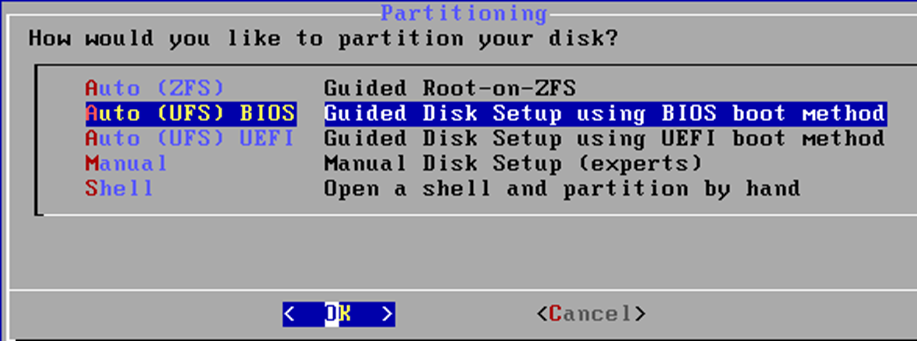 Partitioning
How would you like to partition your disk?
Auto (ZFS) Guided Root-on-ZFS
Auto (UFS) BIOS Guided Disk Setup using BIOS boot method
Auto (UFS) UEFI Guided Disk Setup using UEFI boot method
Manual Manual Disk Setup (experts)
Shell Open a shell and partition by hand
< OK > <Cancel>